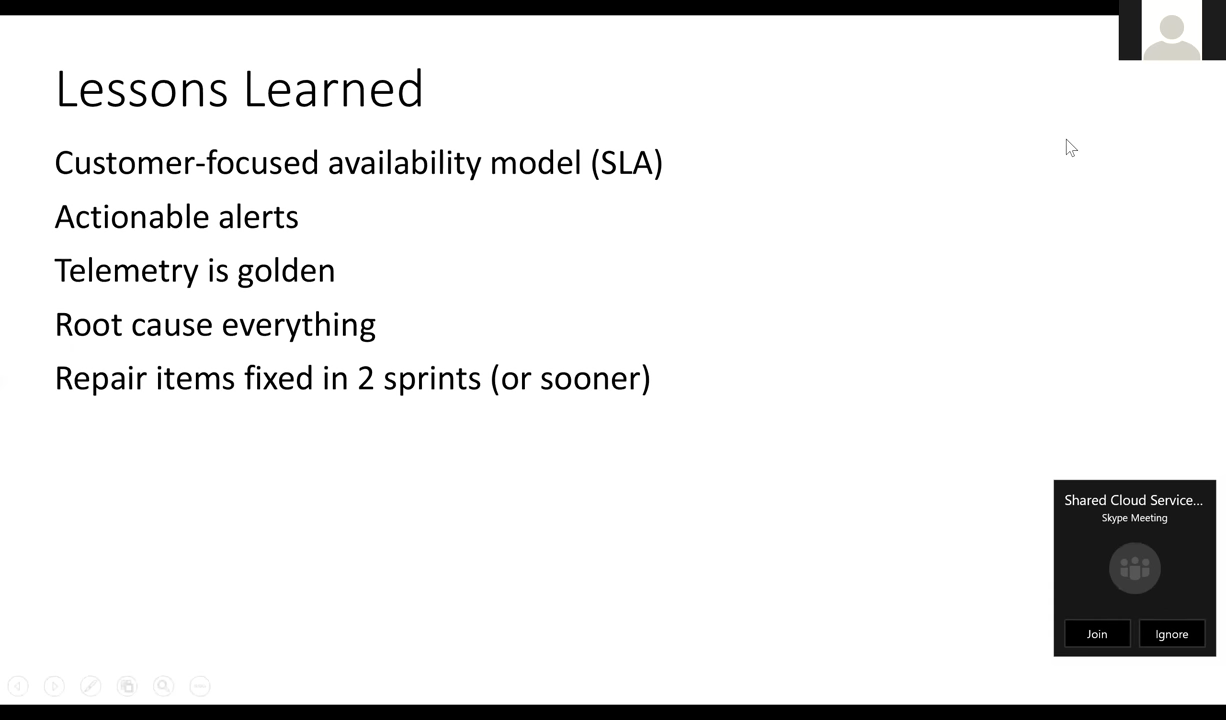 Lessons Learned
Customer-focused availability model (SLA)
Actionable alerts
Telemetry is golden
Root cause everything
Repair items fixed in 2 sprints (or sooner)
Shared Cloud Service...
Skype Meeting
Join
Ignore